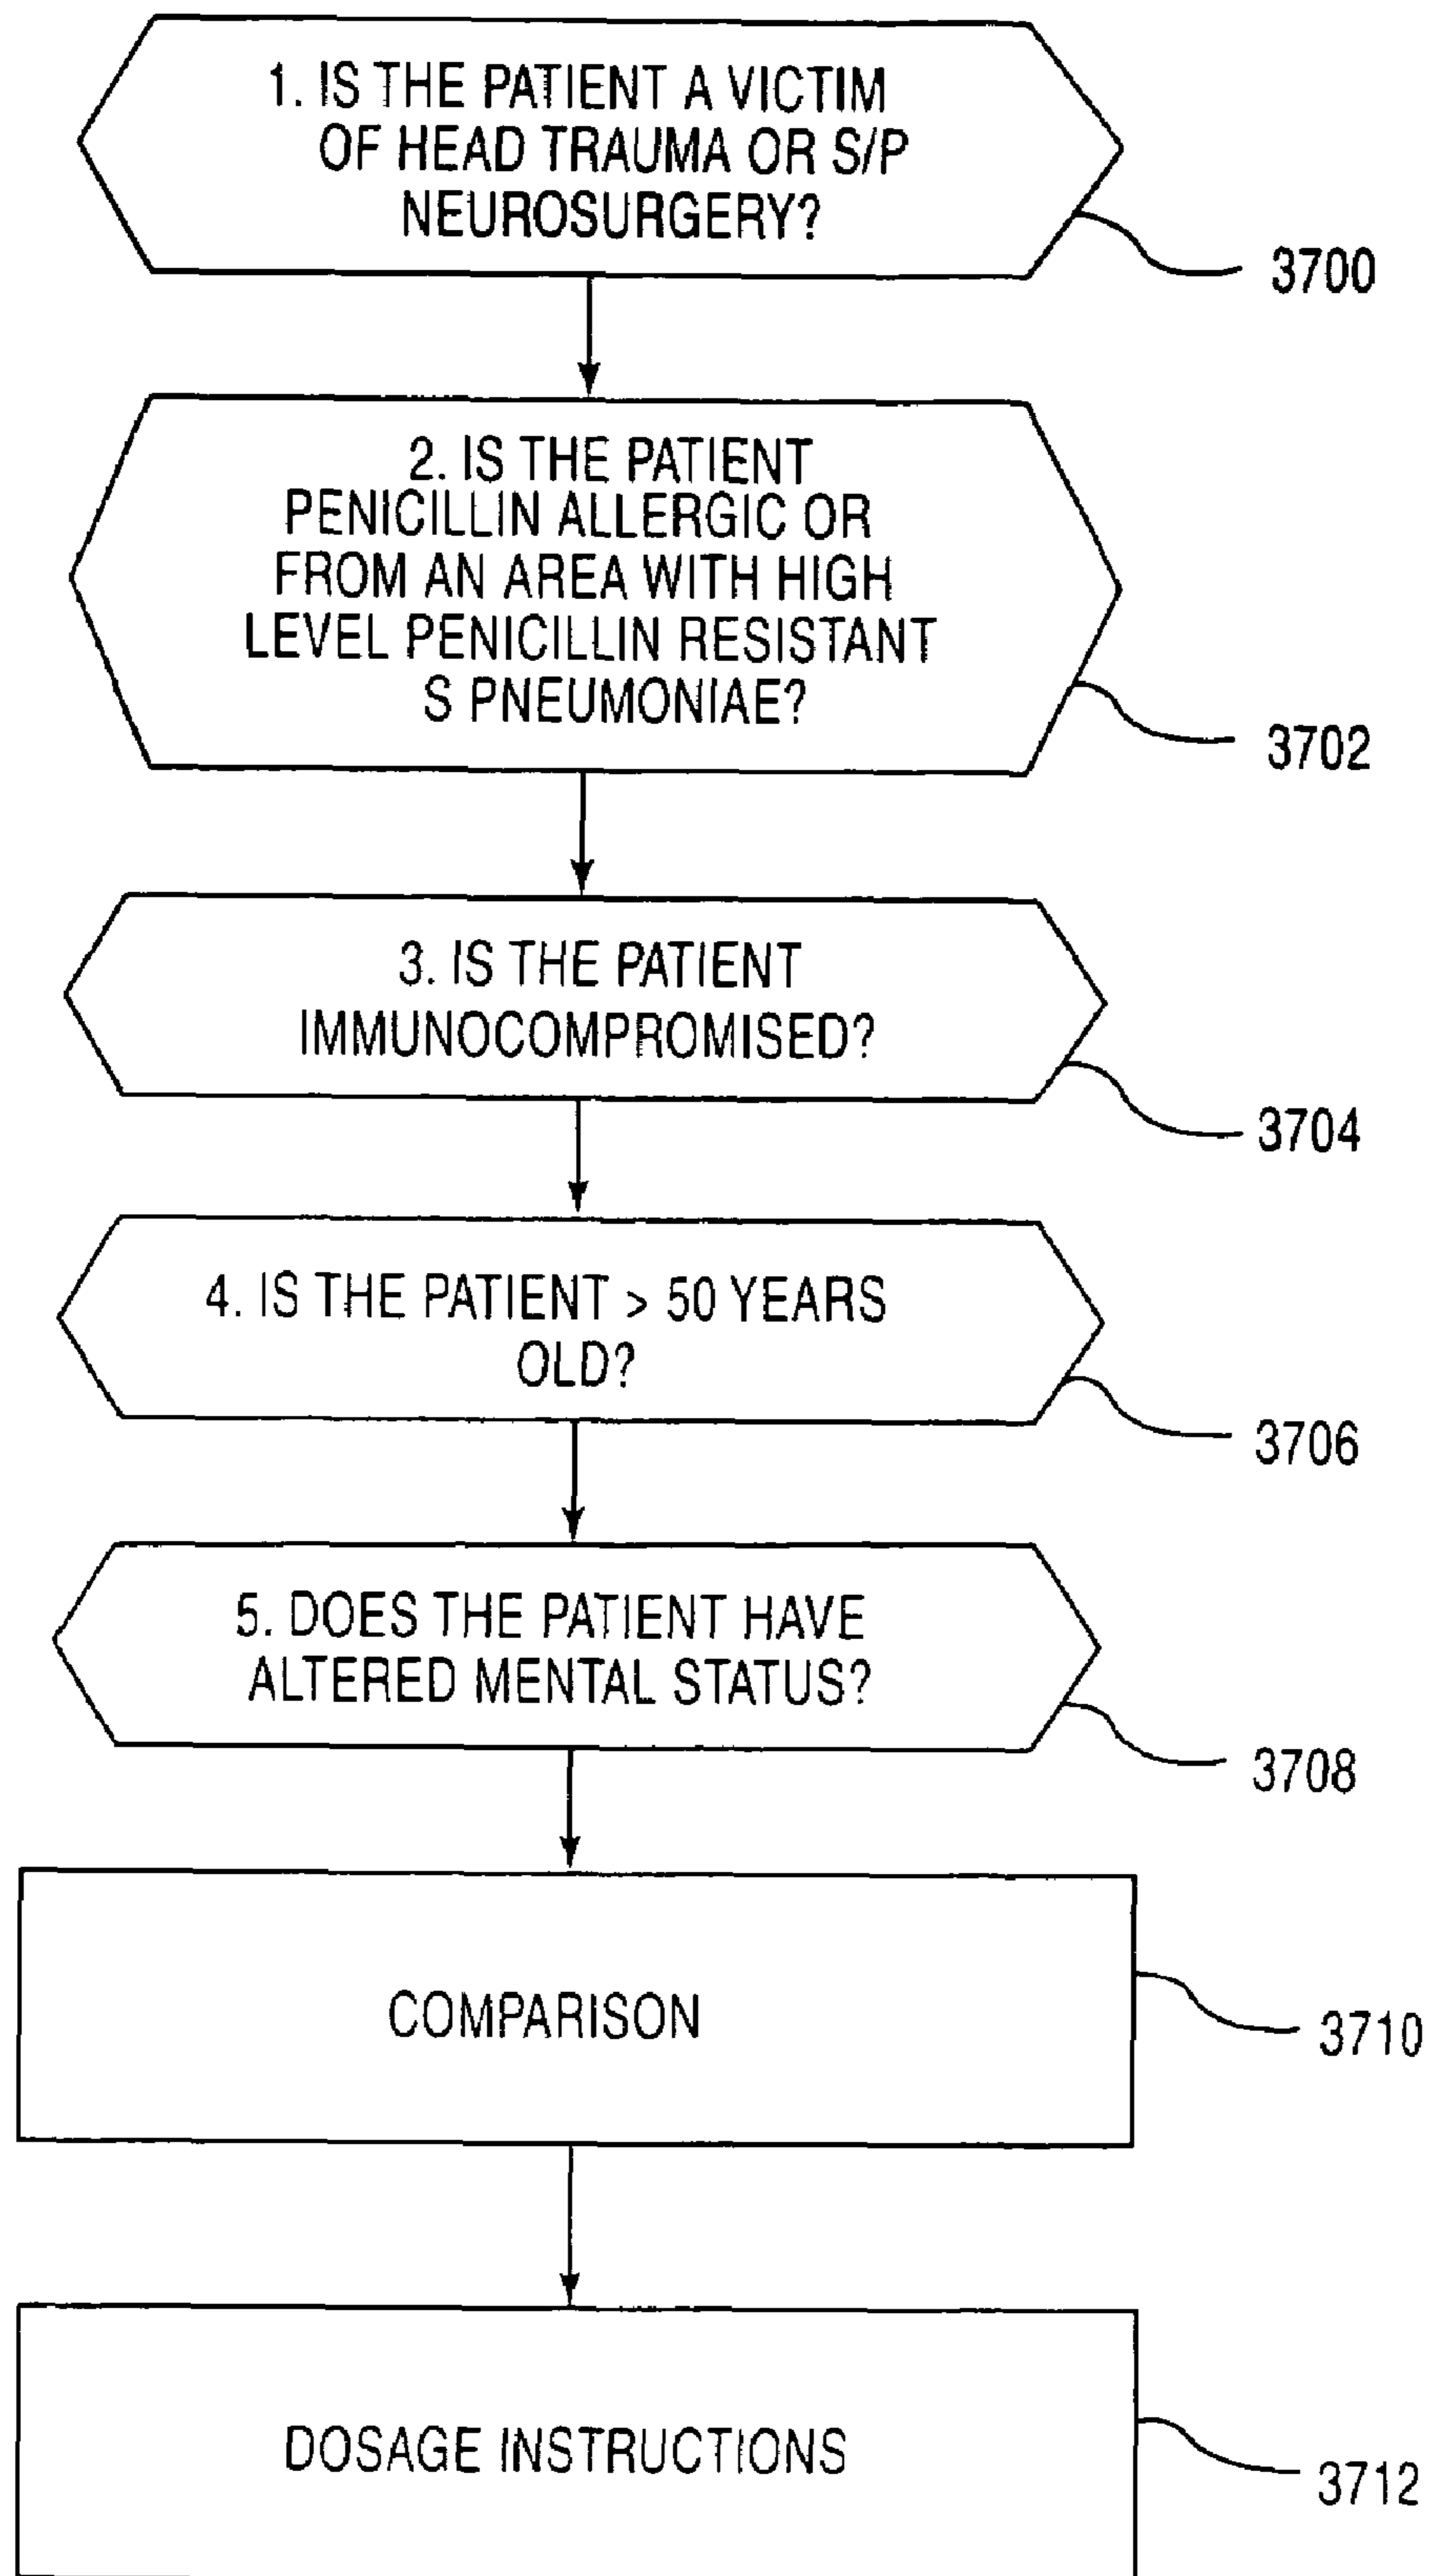 1. IS THE PATIENT A VICTIM
OF HEAD TRAUMA OR S/P
NEUROSURGERY?
3700
2. IS THE PATIENT
PENICILLIN ALLERGIC OR
FROM AN AREA WITH HIGH
LEVEL PENICILLIN RESISTANT
S PNEUMONIAE?
3702
3. IS THE PATIENT
IMMUNOCOMPROMISED?
3704
4. IS THE PATIENT > 50 YEARS
OLD?
3706
5. DOES THE PATIENT HAVE
ALTERED MENTAL STATUS?
3708
COMPARISON
3710
DOSAGE INSTRUCTIONS
3712